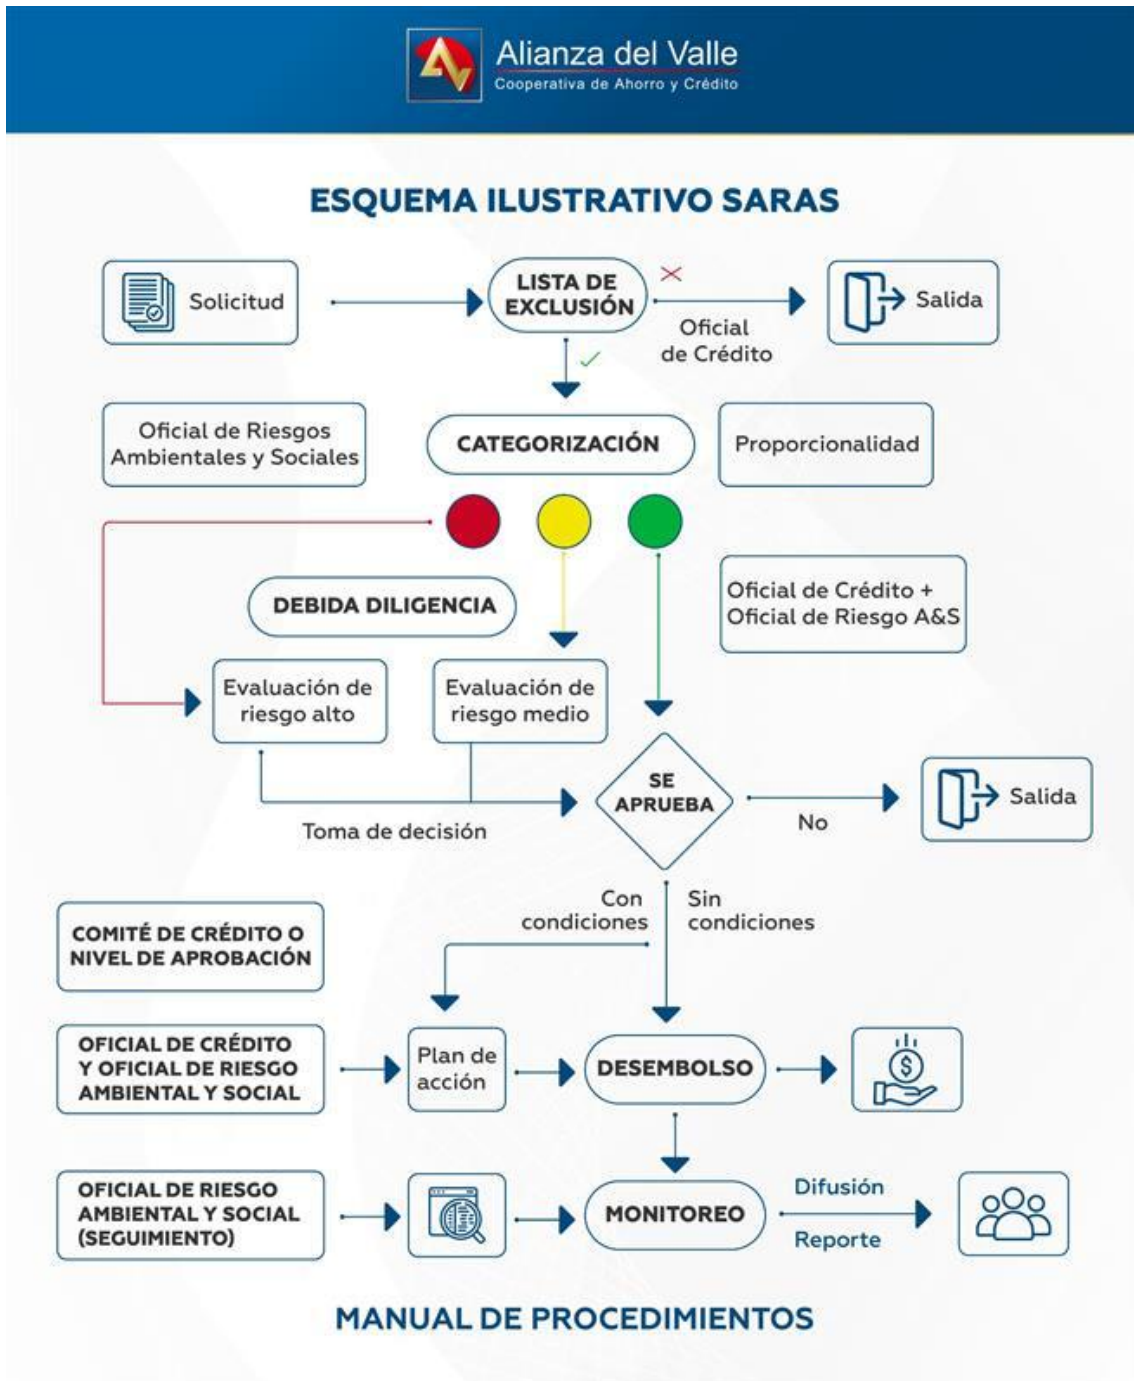 Alianza del Valle
Cooperativa de Ahorro y Crédito
ESQUEMA ILUSTRATIVO SARAS
Solicitud
LISTA DE
EXCLUSIÓN
Oficial
de Crédito
Salida
Oficial de Riesgos
Ambientales y Sociales
CATEGORIZACIÓN
Proporcionalidad
DEBIDA DILIGENCIA
Oficial de Crédito +
Oficial de Riesgo A&S
Evaluación de
riesgo alto
Evaluación de
riesgo medio
SE
APRUEBA
Toma de decisión
No
Salida
Con
condiciones
Sin
condiciones
COMITÉ DE CRÉDITO O
NIVEL DE APROBACIÓN
OFICIAL DE CRÉDITO
Y OFICIAL DE RIESGO
AMBIENTAL Y SOCIAL
Plan de
acción
DESEMBOLSO
$
OFICIAL DE RIESGO
AMBIENTAL Y SOCIAL
(SEGUIMIENTO)
MONITOREO
Difusión
Reporte
MANUAL DE PROCEDIMIENTOS